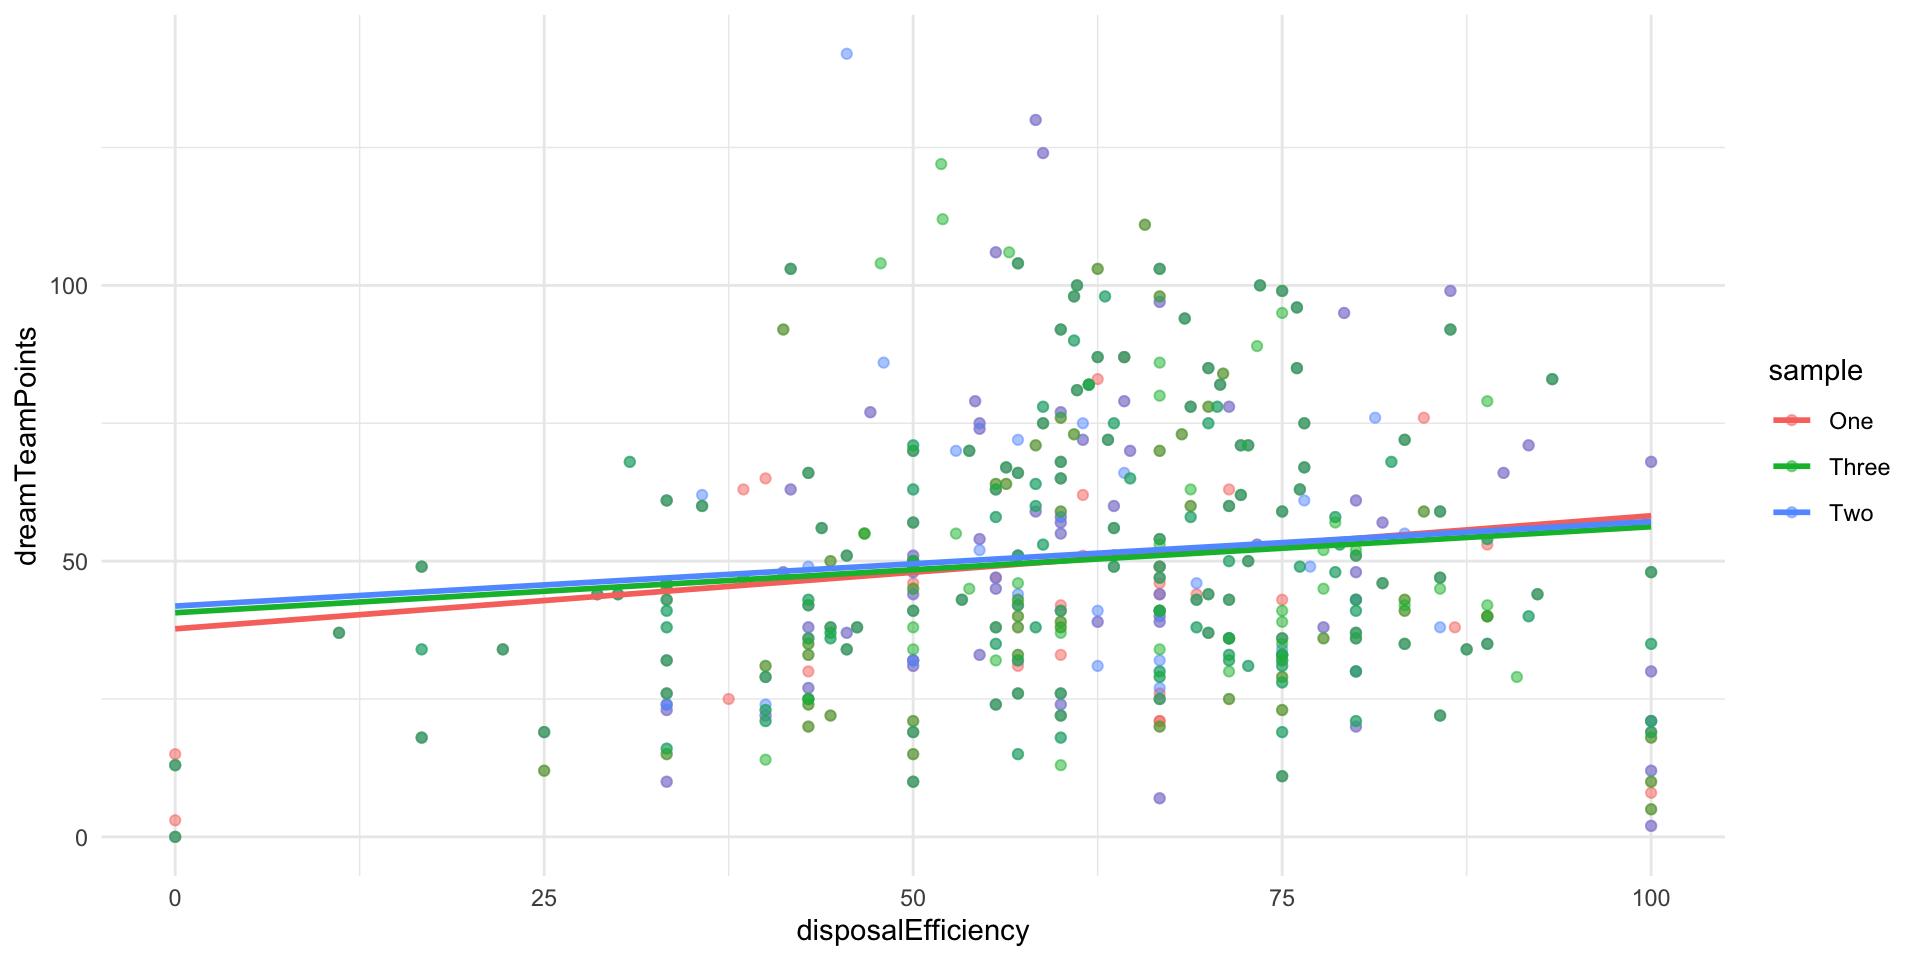 dreamTeamPoints
100
50
0
0 25 50 75 100
disposalEfficiency
sample
One
Three
Two